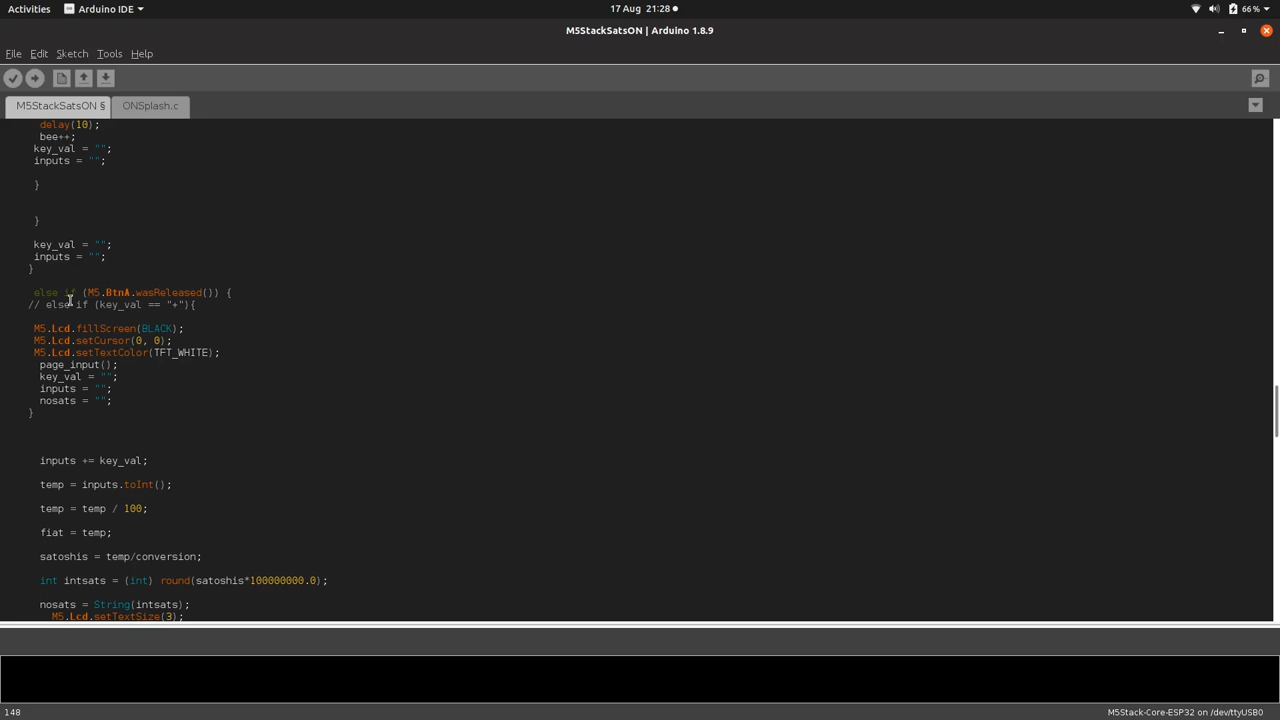 Activities Arduino IDE 17 Aug 21:28 66 %
M5StackSatsON | Arduino 1.8.9
File Edit Sketch Tools Help
M5StackSatsON § ONSplash.c
delay(10);
bee++;
key_val = "";
inputs = "";
}
}
key_val = "";
inputs = "";
}
else if (M5.BtnA.wasReleased()) {
// else if (key_val == "+"){
M5.Lcd.fillScreen(BLACK);
M5.Lcd.setCursor(0, 0);
M5.Lcd.setTextColor(TFT_WHITE);
page_input();
key_val = "";
inputs = "";
nosats = "";
}
inputs += key_val;
temp = inputs.toInt();
temp = temp / 100;
fiat = temp;
satoshis = temp/conversion;
int intsats = (int) round(satoshis*100000000.0);
nosats = String(intsats);
M5.Lcd.setTextSize(3);
148 M5Stack-Core-ESP32 on /dev/ttyUSB0